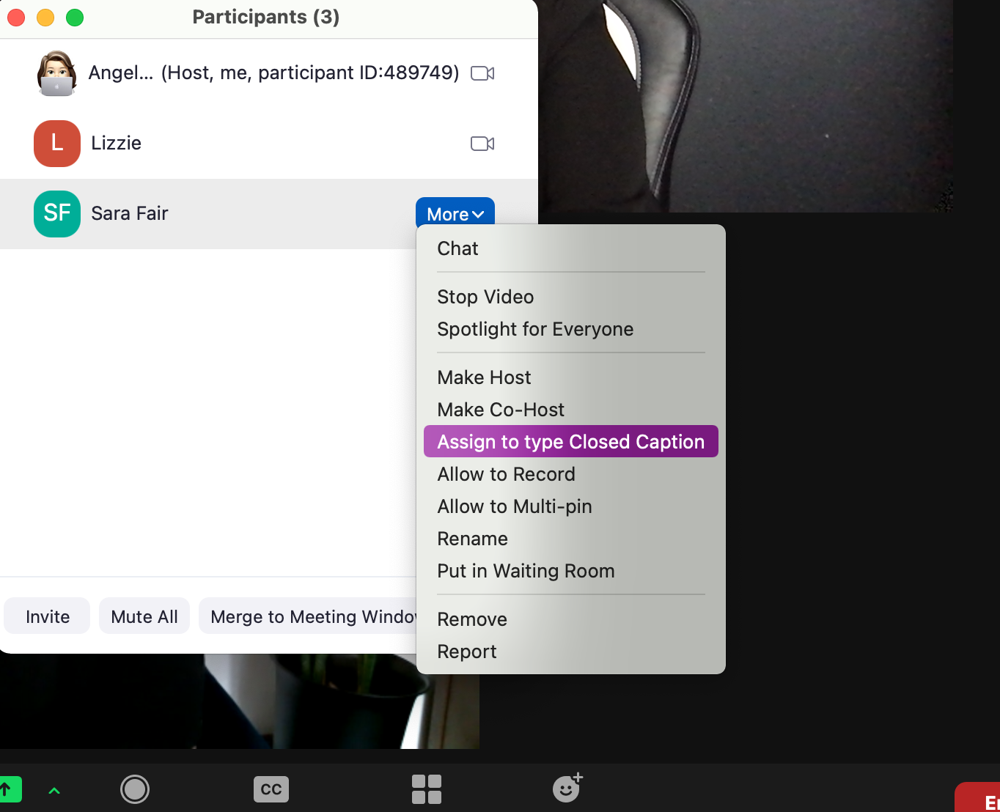 Participants (3)
Angel... (Host, me, participant ID:489749)
L Lizzie
SF Sara Fair More
Chat
Stop Video
Spotlight for Everyone
Make Host
Make Co-Host
Assign to type Closed Caption
Allow to Record
Allow to Multi-pin
Rename
Put in Waiting Room
Remove
Report
Invite Mute All Merge to Meeting
CC